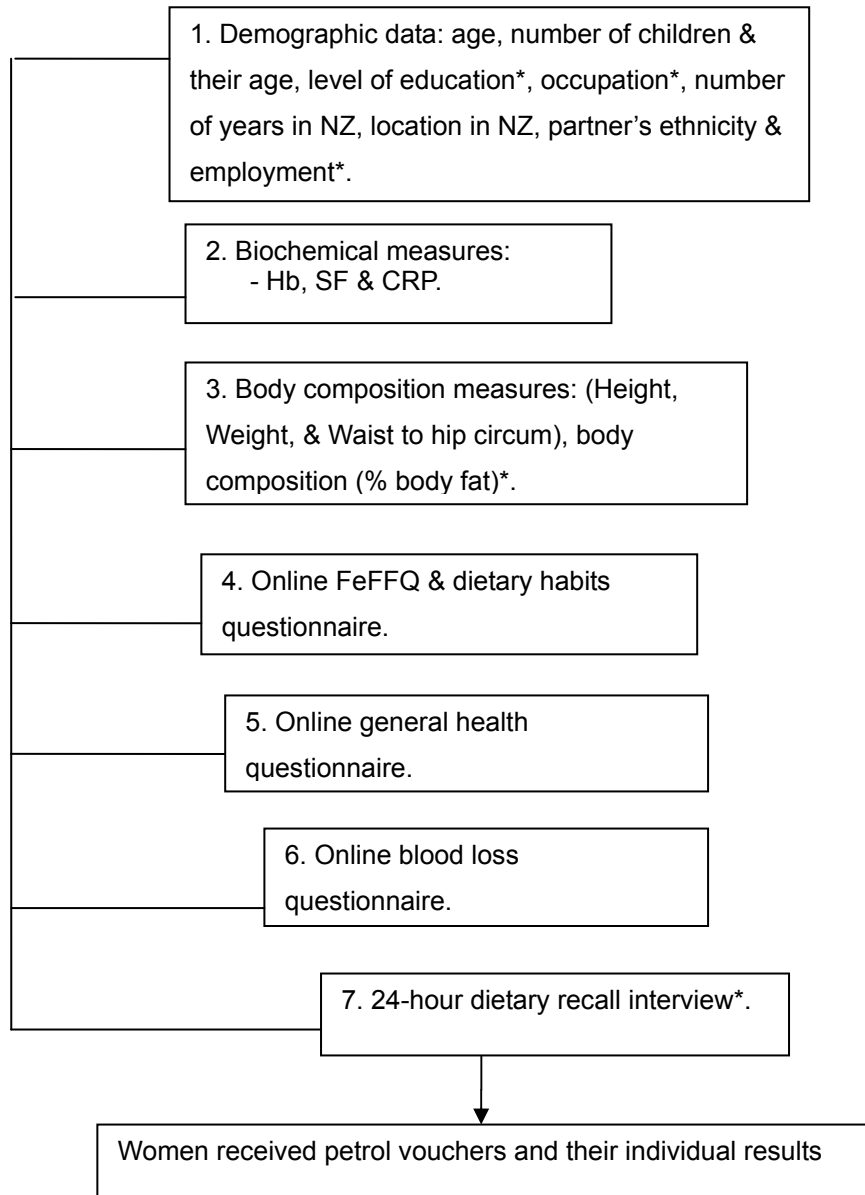 1. Demographic data: age, number of children &
their age, level of education*, occupation*, number
of years in NZ, location in NZ, partner's ethnicity &
employment*.
2. Biochemical measures:
- Hb, SF & CRP.
3. Body composition measures: (Height,
Weight, & Waist to hip circum), body
composition (% body fat)*.
4. Online FeFFQ & dietary habits
questionnaire.
5. Online general health
questionnaire.
6. Online blood loss
questionnaire.
7. 24-hour dietary recall interview*.
Women received petrol vouchers and their individual results